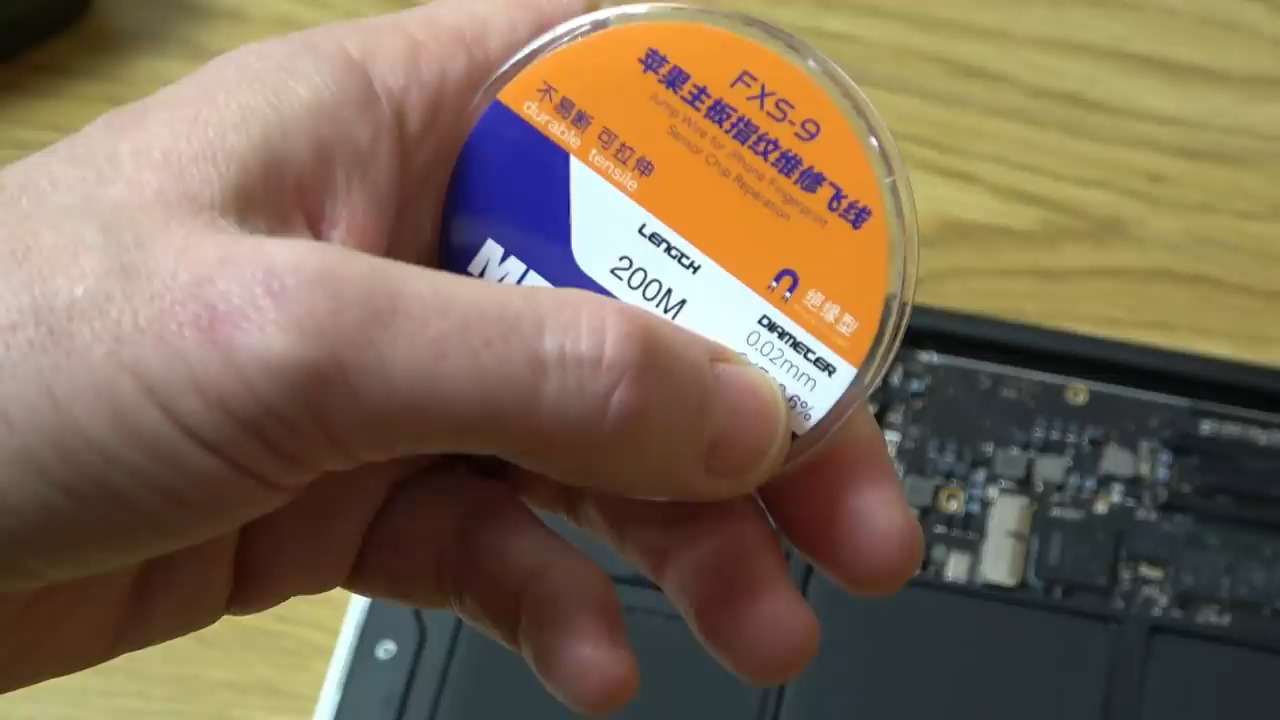 FXS-9
苹果主板指纹维修飞线
Jump Wire for iPhone Fingerprint
Sensor Chip Reparation
不易断 可拉伸
durable tensile
LENGTH
200M
绝缘型
DIAMETER
0.02mm